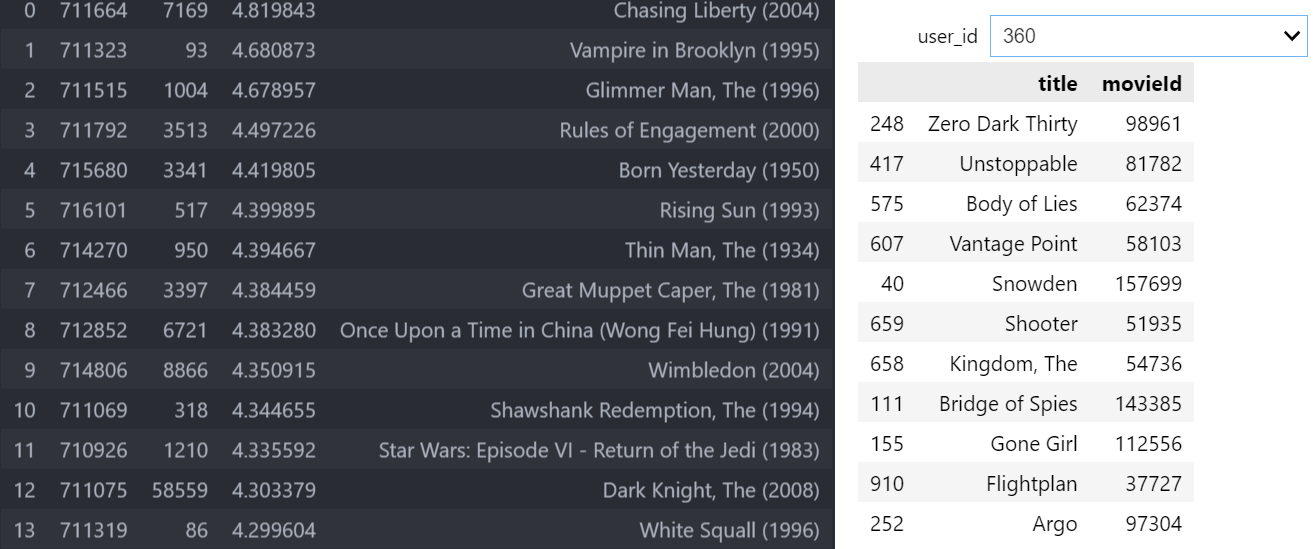 0 711664 7169 4.819843 Chasing Liberty (2004)
1 711323 93 4.680873 Vampire in Brooklyn (1995)
2 711515 1004 4.678957 Glimmer Man, The (1996)
3 711792 3513 4.497226 Rules of Engagement (2000)
4 715680 3341 4.419805 Born Yesterday (1950)
5 716101 517 4.399895 Rising Sun (1993)
6 714270 950 4.394667 Thin Man, The (1934)
7 712466 3397 4.384459 Great Muppet Caper, The (1981)
8 712852 6721 4.383280 Once Upon a Time in China (Wong Fei Hung) (1991)
9 714806 8866 4.350915 Wimbledon (2004)
10 711069 318 4.344655 Shawshank Redemption, The (1994)
11 710926 1210 4.335592 Star Wars: Episode VI - Return of the Jedi (1983)
12 711075 58559 4.303379 Dark Knight, The (2008)
13 711319 86 4.299604 White Squall (1996)
user_id 360
title movieId
248 Zero Dark Thirty 98961
417 Unstoppable 81782
575 Body of Lies 62374
607 Vantage Point 58103
40 Snowden 157699
659 Shooter 51935
658 Kingdom, The 54736
111 Bridge of Spies 143385
155 Gone Girl 112556
910 Flightplan 37727
252 Argo 97304